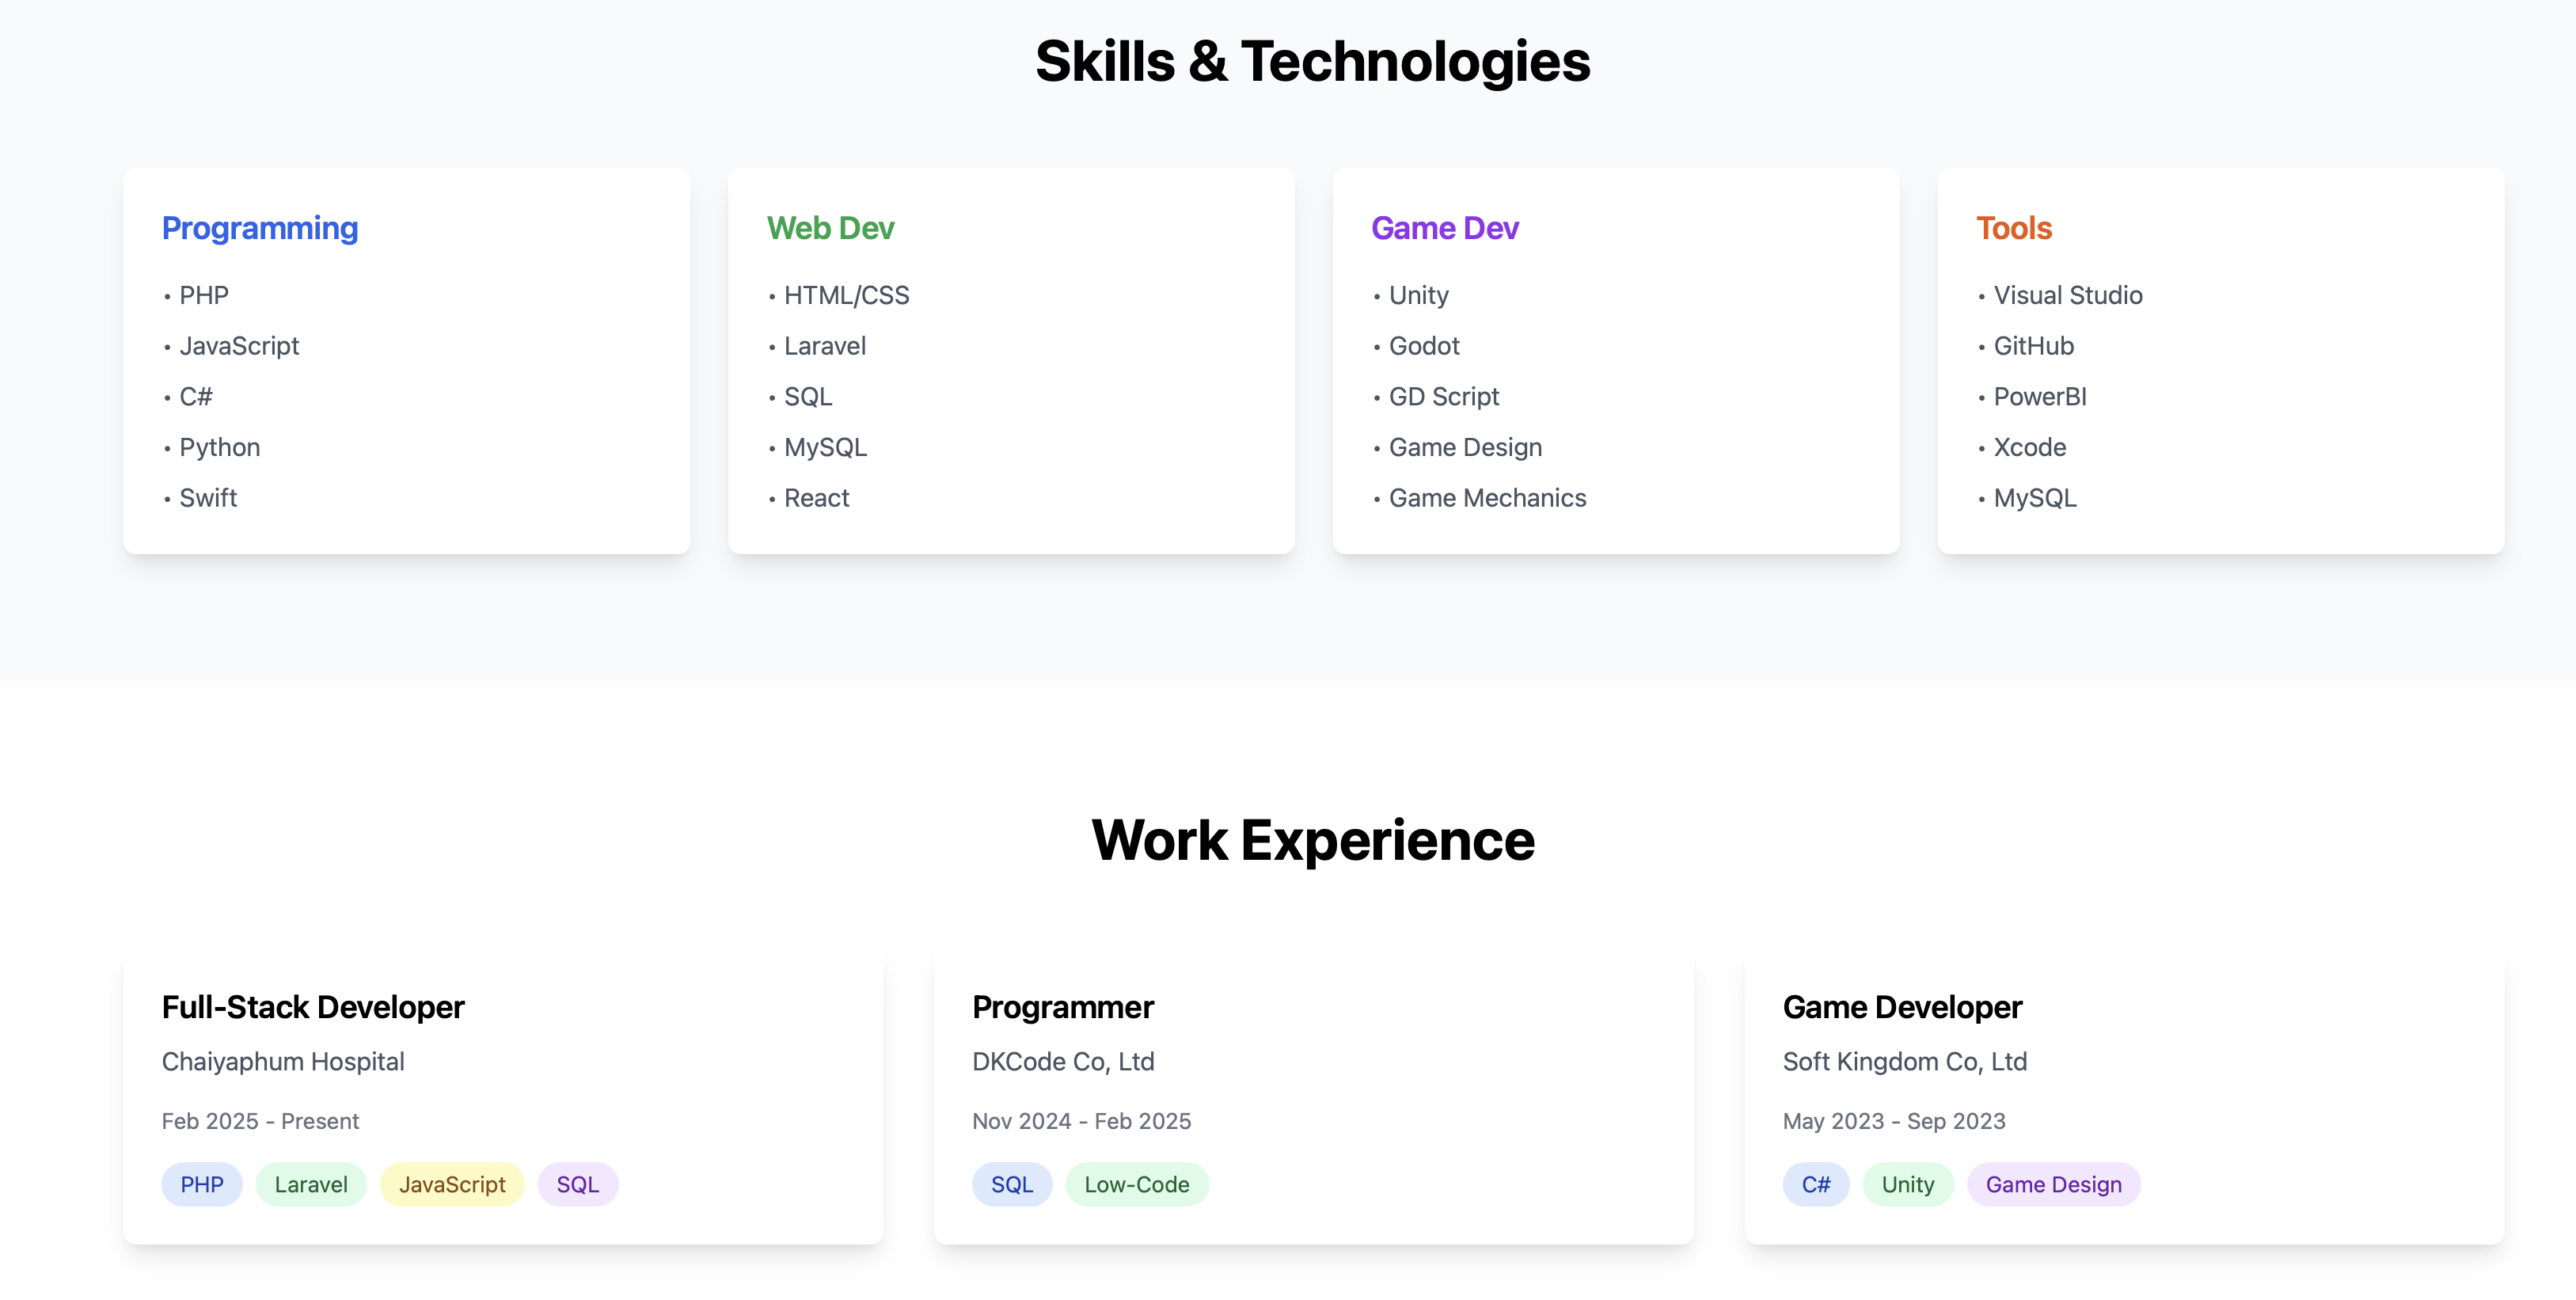 Skills & Technologies
Programming
• PHP
• JavaScript
• C#
• Python
• Swift
Web Dev
• HTML/CSS
• Laravel
• SQL
• MySQL
• React
Game Dev
• Unity
• Godot
• GD Script
• Game Design
• Game Mechanics
Tools
• Visual Studio
• GitHub
• PowerBI
• Xcode
• MySQL
Work Experience
Full-Stack Developer
Chaiyaphum Hospital
Feb 2025 - Present
PHP Laravel JavaScript SQL
Programmer
DKCode Co, Ltd
Nov 2024 - Feb 2025
SQL Low-Code
Game Developer
Soft Kingdom Co, Ltd
May 2023 - Sep 2023
C# Unity Game Design